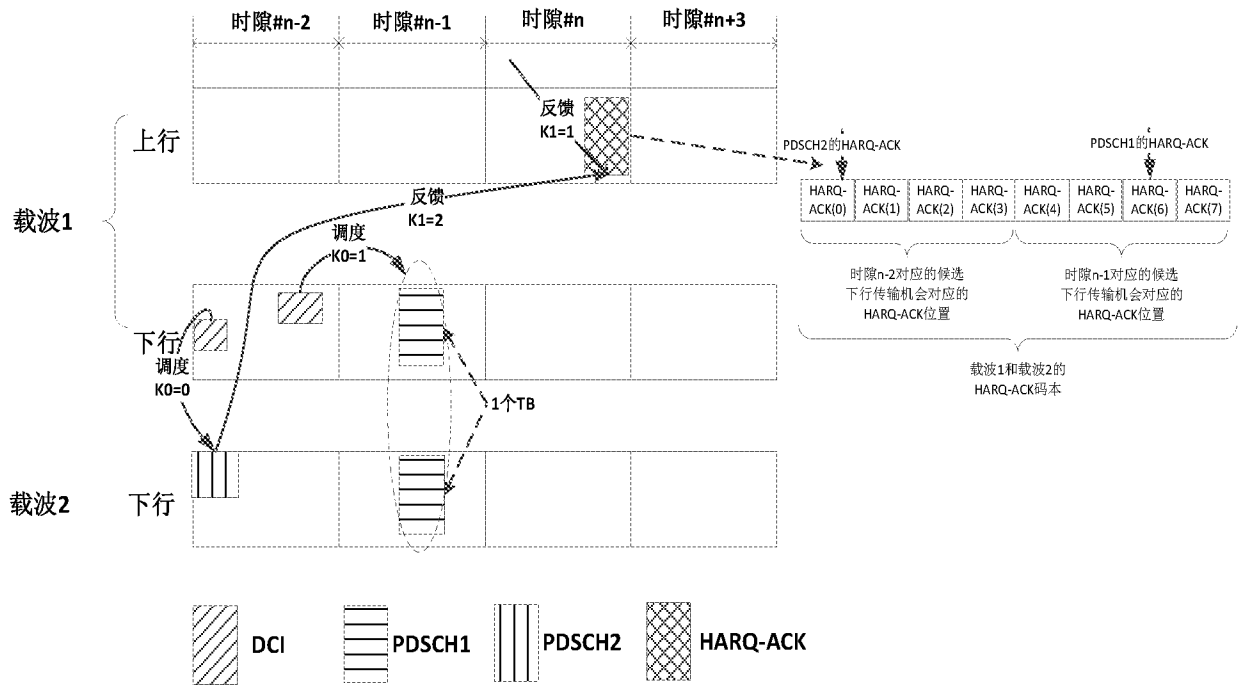 时隙#n-2
时隙#n-1
时隙#n
时隙#n+3
反馈
K1=1
上行
载波1
反馈
K1=2
调度
K0=1
下行
调度
K0=0
1个TB
载波2
下行
PDSCH2的HARQ-ACK
PDSCH1的HARQ-ACK
HARQ-
ACK(0)
HARQ-
ACK(1)
HARQ-
ACK(2)
HARQ-
ACK(3)
HARQ-
ACK(4)
HARQ-
ACK(5)
HARQ-
ACK(6)
HARQ-
ACK(7)
时隙n-2对应的候选
下行传输机会对应的
HARQ-ACK位置
时隙n-1对应的候选
下行传输机会对应的
HARQ-ACK位置
载波1和载波2的
HARQ-ACK码本
DCI
PDSCH1
PDSCH2
HARQ-ACK